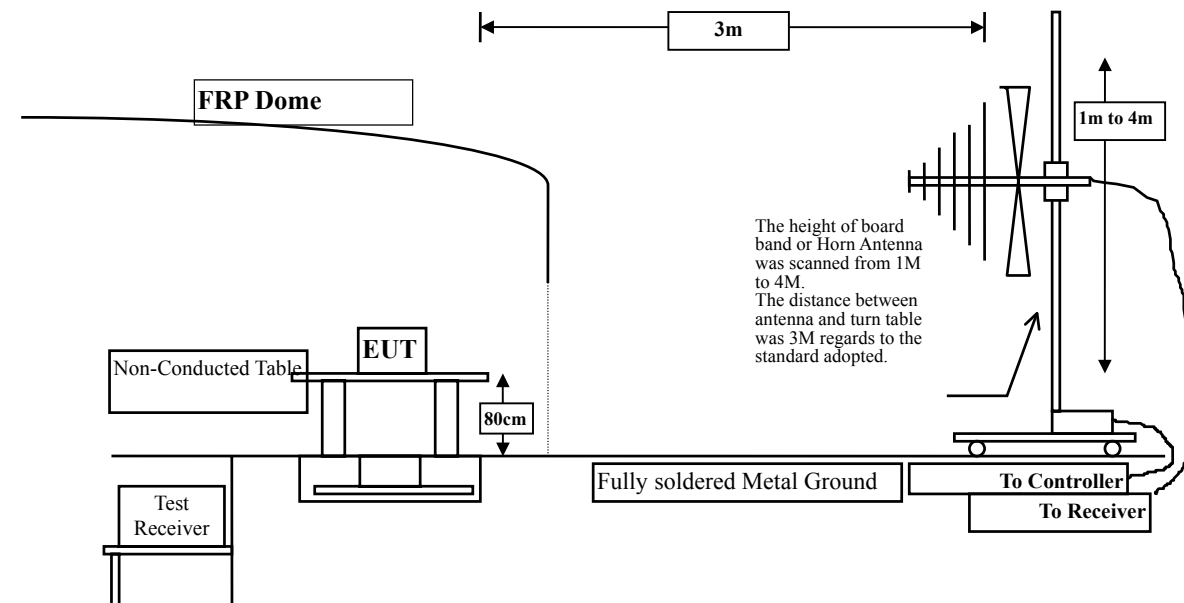 3m
FRP Dome
1m to 4m
The height of board
band or Horn Antenna
was scanned from 1M
to 4M.
The distance between
antenna and turn table
was 3M regards to the
standard adopted.
EUT
Non-Conducted Table
80cm
Fully soldered Metal Ground
To Controller
Test
Receiver
To Receiver